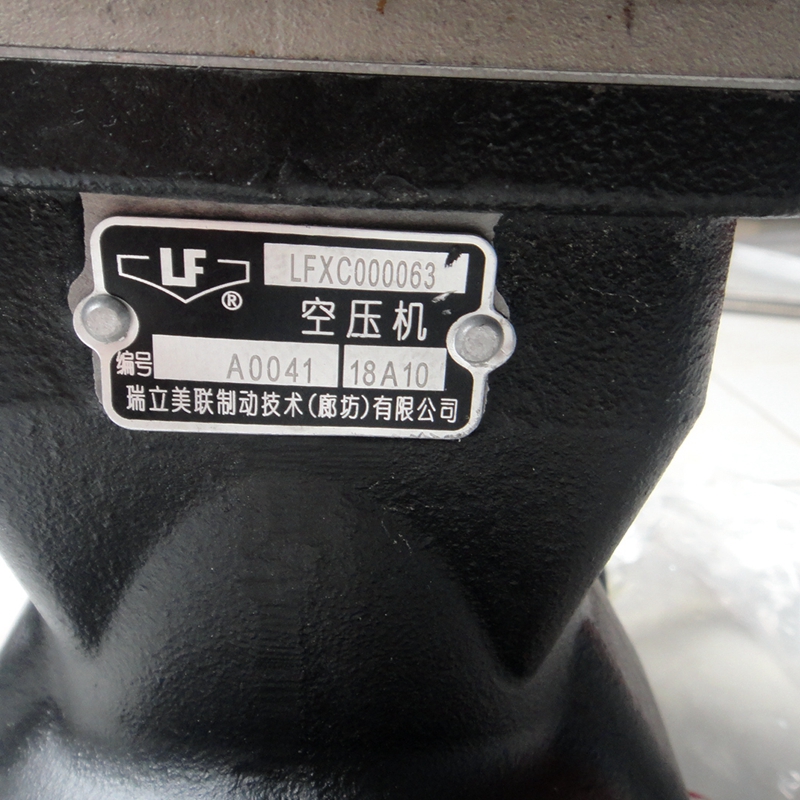 LF ®
LFXC000063
空压机
编号 A0041 18A10
瑞立美联制动技术(廊坊)有限公司